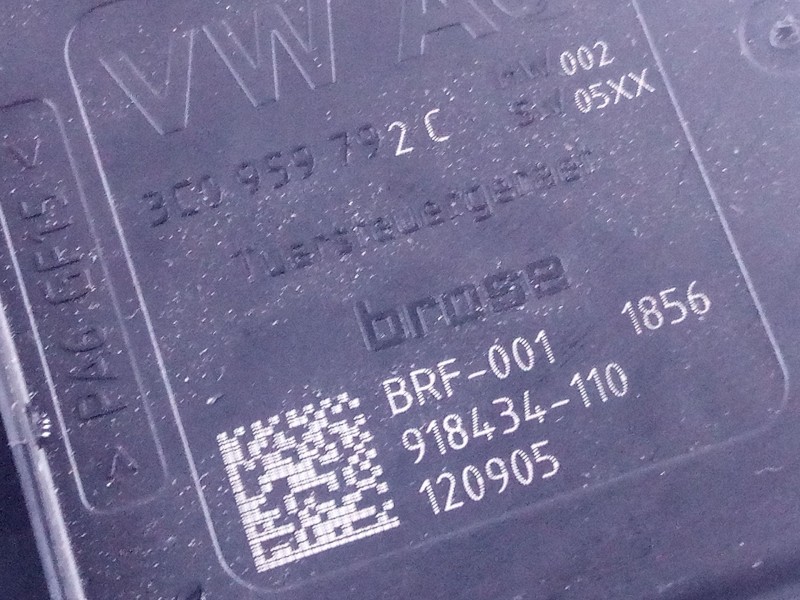 VW AG
HW 002
SW 05XX
3C0 959 792 C
Tuersteuergeraet
brose
BRF-001 1856
918434-110
120905
> PA6 GF15 <